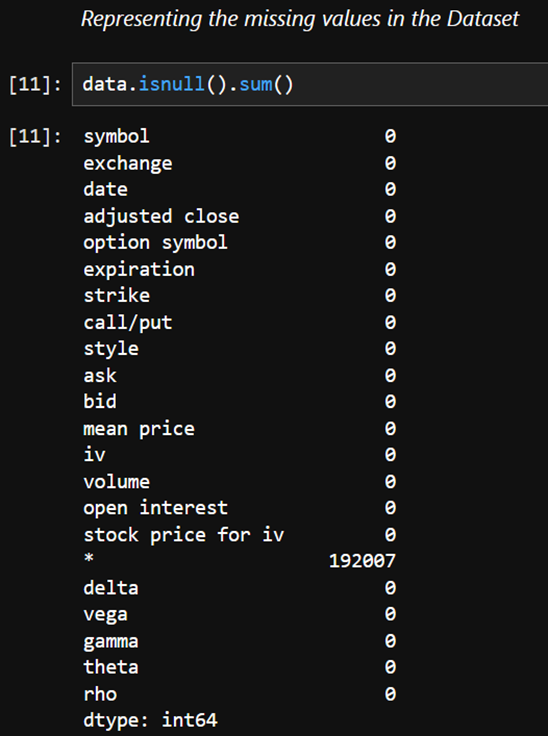 Representing the missing values in the Dataset
[11]: data.isnull().sum()
[11]: symbol 0
exchange 0
date 0
adjusted close 0
option symbol 0
expiration 0
strike 0
call/put 0
style 0
ask 0
bid 0
mean price 0
iv 0
volume 0
open interest 0
stock price for iv 0
* 192007
delta 0
vega 0
gamma 0
theta 0
rho 0
dtype: int64